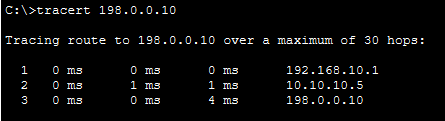 C:\>tracert 198.0.0.10
Tracing route to 198.0.0.10 over a maximum of 30 hops:
1 0 ms 0 ms 0 ms 192.168.10.1
2 0 ms 1 ms 1 ms 10.10.10.5
3 0 ms 0 ms 4 ms 198.0.0.10